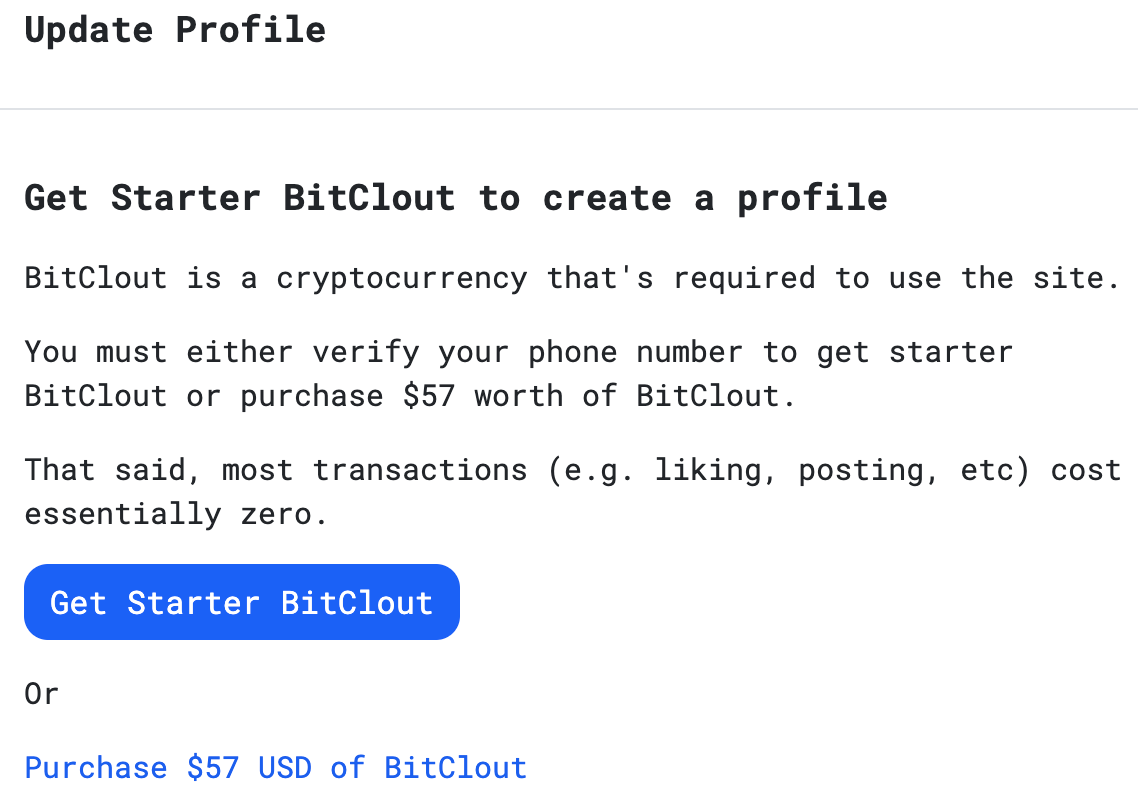 Update Profile
Get Starter BitClout to create a profile
BitClout is a cryptocurrency that's required to use the site.
You must either verify your phone number to get starter
BitClout or purchase $57 worth of BitClout.
That said, most transactions (e.g. liking, posting, etc) cost
essentially zero.
Get Starter BitClout
Or
Purchase $57 USD of BitClout